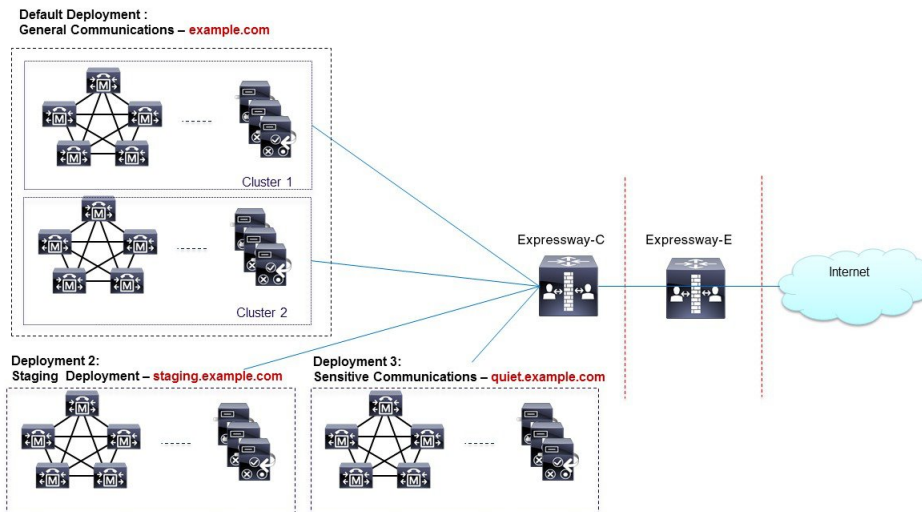 Default Deployment :
General Communications – example.com
M
M
M
M
M
Cluster 1
M
M
M
M
M
Cluster 2
Expressway-C
Expressway-E
Internet
Deployment 2:
Staging Deployment – staging.example.com
M
M
M
M
M
Deployment 3:
Sensitive Communications – quiet.example.com
M
M
M
M
M